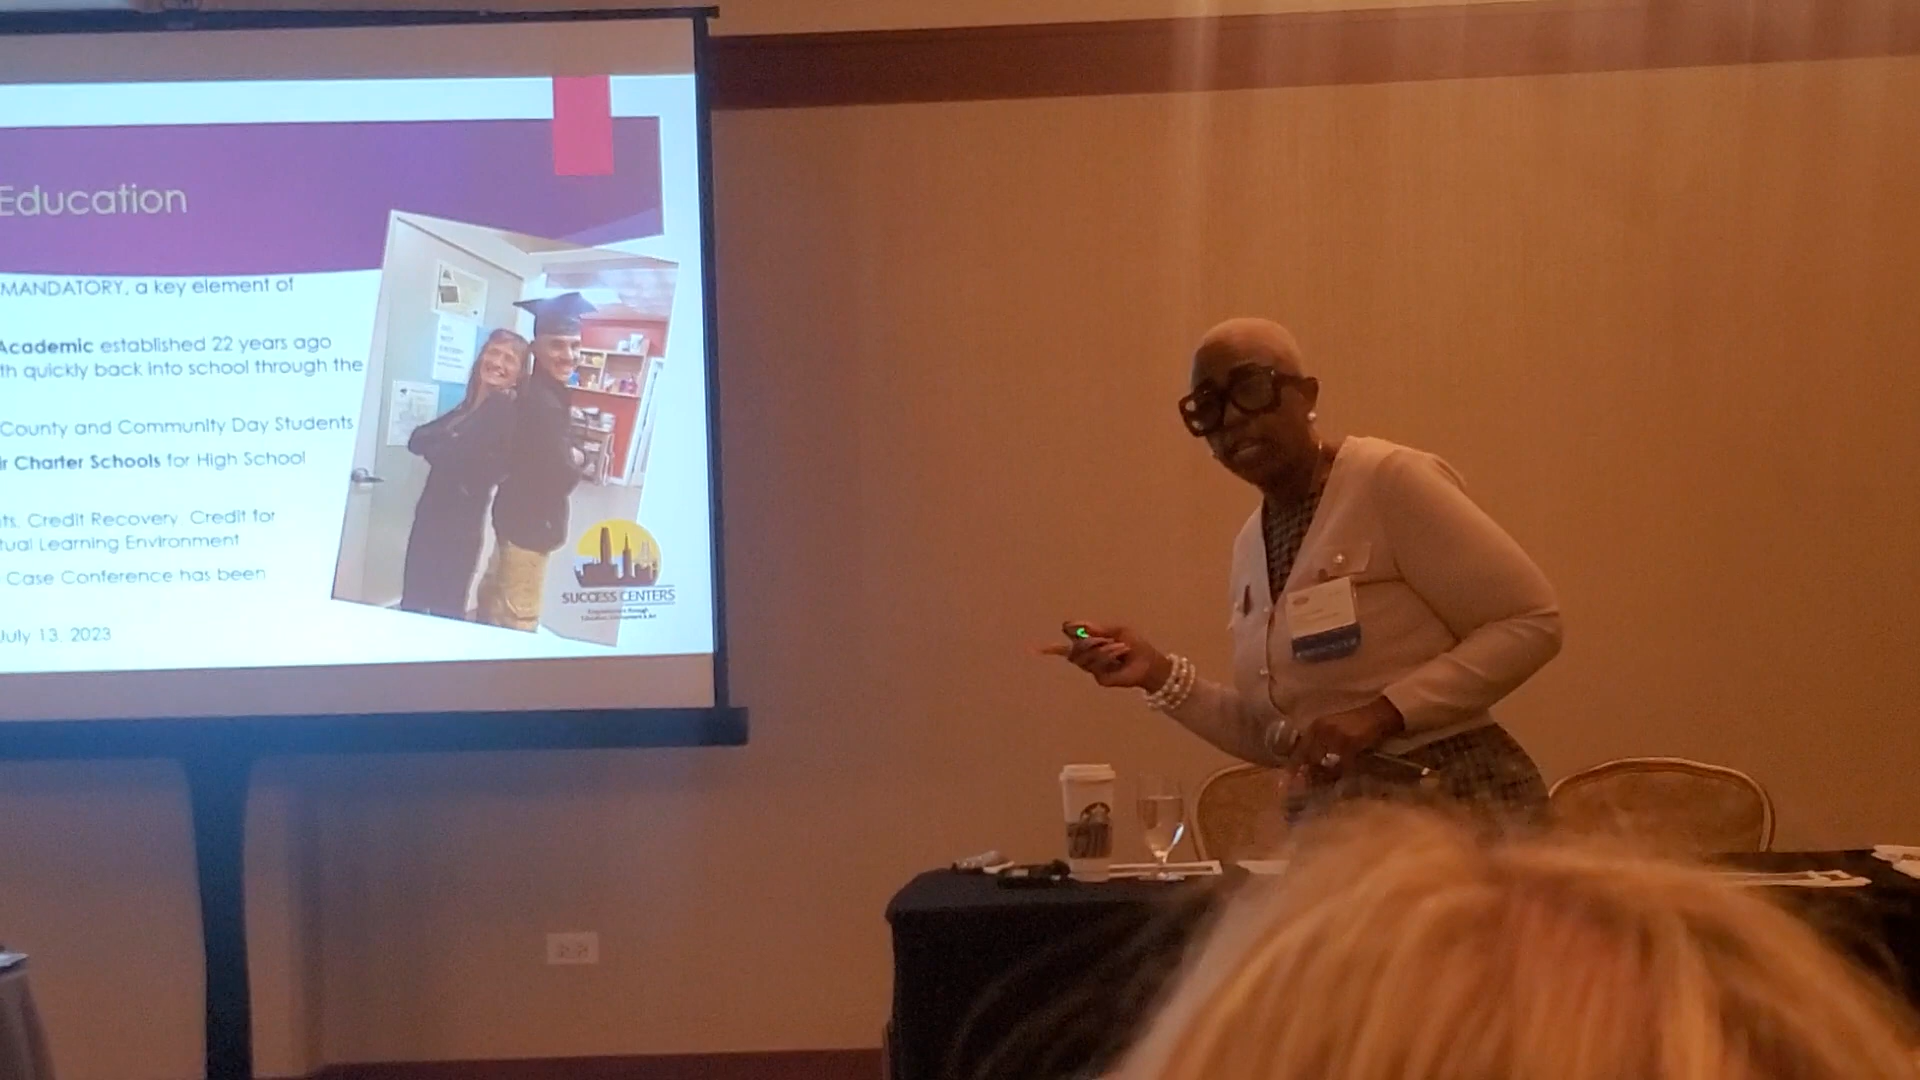 Education
MANDATORY, a key element of
Academic established 22 years ago
th quickly back into school through the
County and Community Day Students
ir Charter Schools for High School
ts. Credit Recovery. Credit for
tual Learning Environment
Case Conference has been
July 13, 2023
SUCCESS CENTERS